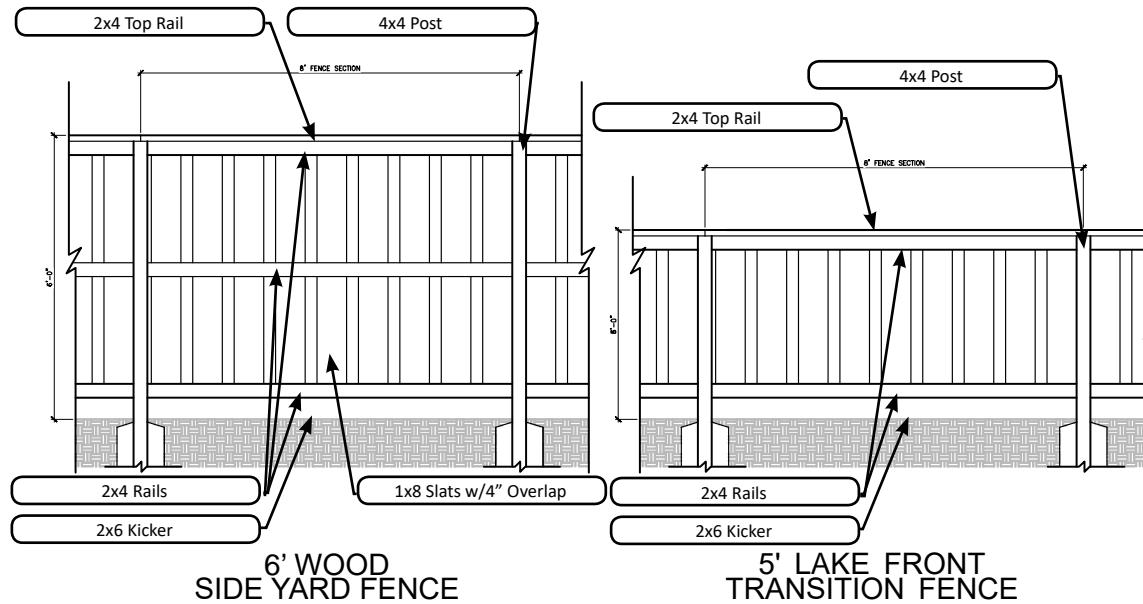 2x4 Top Rail
4x4 Post
8' FENCE SECTION
6'-0"
2x4 Rails
1x8 Slats w/4” Overlap
2x6 Kicker
6’ WOOD
SIDE YARD FENCE
4x4 Post
2x4 Top Rail
8' FENCE SECTION
2x4 Rails
2x6 Kicker
5' LAKE FRONT
TRANSITION FENCE